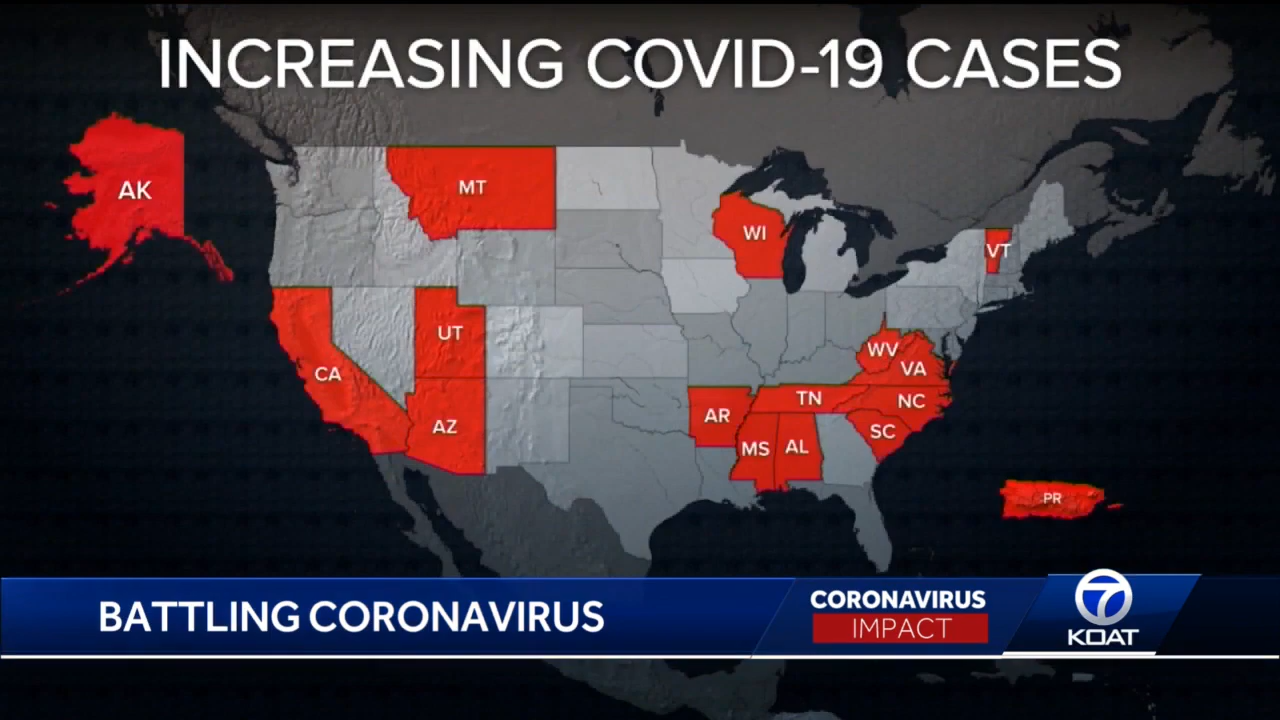 INCREASING COVID-19 CASES
AK
MT
WI
VT
UT
CA
WV
VA
AZ
TN
NC
AR
SC
MS
AL
PR
BATTLING CORONAVIRUS
CORONAVIRUS
IMPACT
7
KOAT